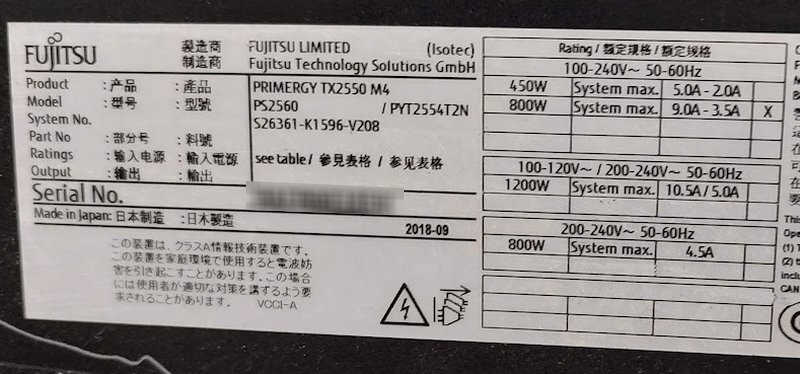 FUJITSU
製造商 FUJITSU LIMITED (Isotec)
制造商 Fujitsu Technology Solutions GmbH
Product :产品 :產品 PRIMERGY TX2550 M4
Model :型号 :型號 PS2560 / PYT2554T2N
System No. S26361-K1596-V208
Part No :部分号 :料號
Ratings :输入电源 :輸入電源 see table / 參見表格 / 参见表格
Output :输出 :輸出
Serial No.
Made in Japan: 日本制造 :日本製造 2018-09
この装置は、クラスA情報技術装置です。
この装置を家庭環境で使用すると電波妨
害を引き起こすことがあります。この場合
には使用者が適切な対策を講ずるよう要
求されることがあります。 VCCI-A
Rating / 額定規格 / 额定规格
100-240V~ 50-60Hz
450W System max. 5.0A - 2.0A
800W System max. 9.0A - 3.5A X
100-120V~ / 200-240V~ 50-60Hz
1200W System max. 10.5A / 5.0A
200-240V~ 50-60Hz
800W System max. 4.5A
This
Ope
(1) T
(2) t
inclu
CAN